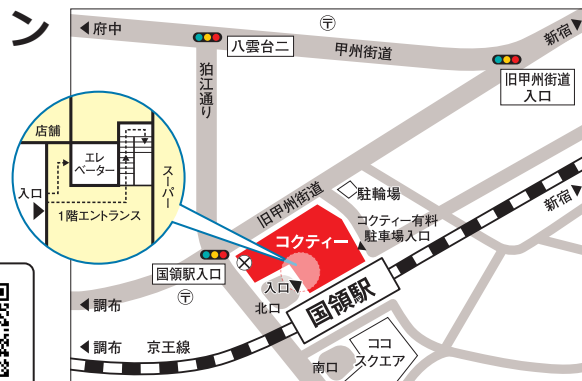 ン
府中
八雲台二
〒
甲州街道
新宿
旧甲州街道
入口
狛江通り
店舗
エレ
ベーター
スーパー
入口
1階エントランス
旧甲州街道
駐輪場
コクティー有料
駐車場入口
新宿
コクティー
国領駅入口
〒
入口
北口
国領駅
調布
調布
京王線
南口
ココ
スクエア